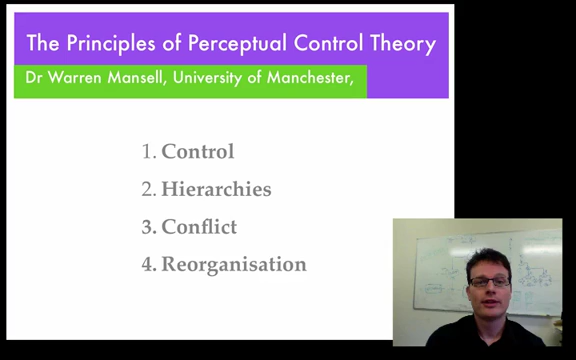 The Principles of Perceptual Control Theory
Dr Warren Mansell, University of Manchester,
1. Control
2. Hierarchies
3. Conflict
4. Reorganisation